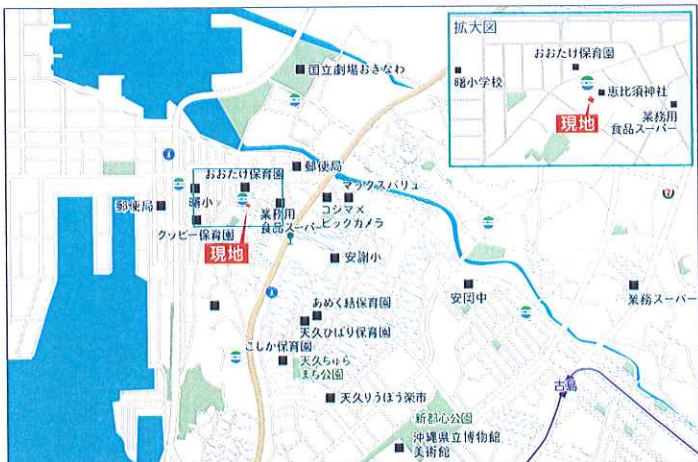 拡大図
おおたけ保育園
曙小学校
恵比須神社
業務用
食品スーパー
現地
国立劇場おきなわ
郵便局
おおたけ保育園
マックスバリュ
曙小
郵便局
業務用
食品スーパー
コジマ×
ビックカメラ
クッピー保育園
現地
安謝小
安岡中
業務スーパー
あめく結保育園
天久ひばり保育園
こしか保育園
天久ちゅら
まち公園
古島
天久りうぼう楽市
新都心公園
沖縄県立博物館
美術館